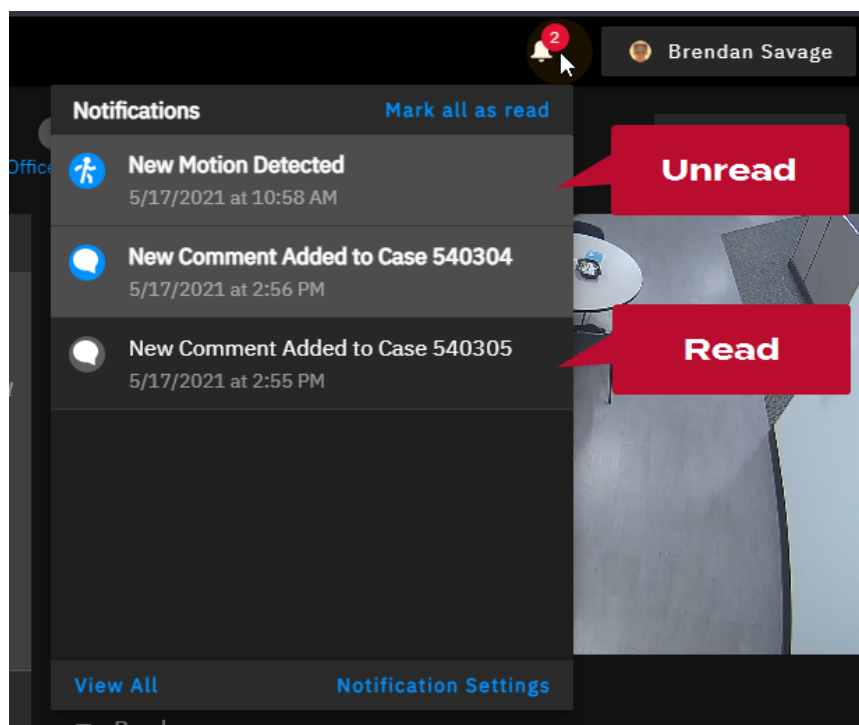 2
Brendan Savage
Notifications
Mark all as read
Office
New Motion Detected
5/17/2021 at 10:58 AM
Unread
New Comment Added to Case 540304
5/17/2021 at 2:56 PM
New Comment Added to Case 540305
5/17/2021 at 2:55 PM
Read
View All
Notification Settings